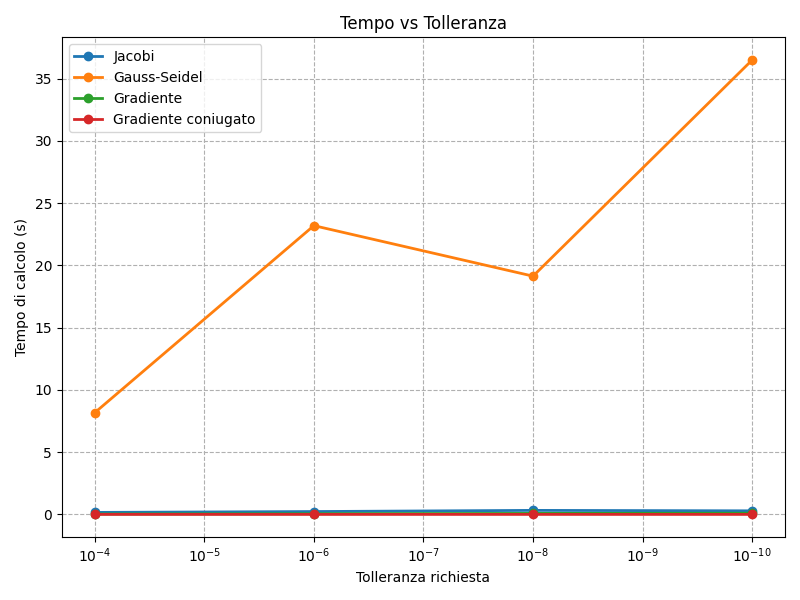 Tempo vs Tolleranza
Jacobi
Gauss-Seidel
Gradiente
Gradiente coniugato
Tempo di calcolo (s)
35
30
25
20
15
10
5
0
10⁻⁴ 10⁻⁵ 10⁻⁶ 10⁻⁷ 10⁻⁸ 10⁻⁹ 10⁻¹⁰
Tolleranza richiesta